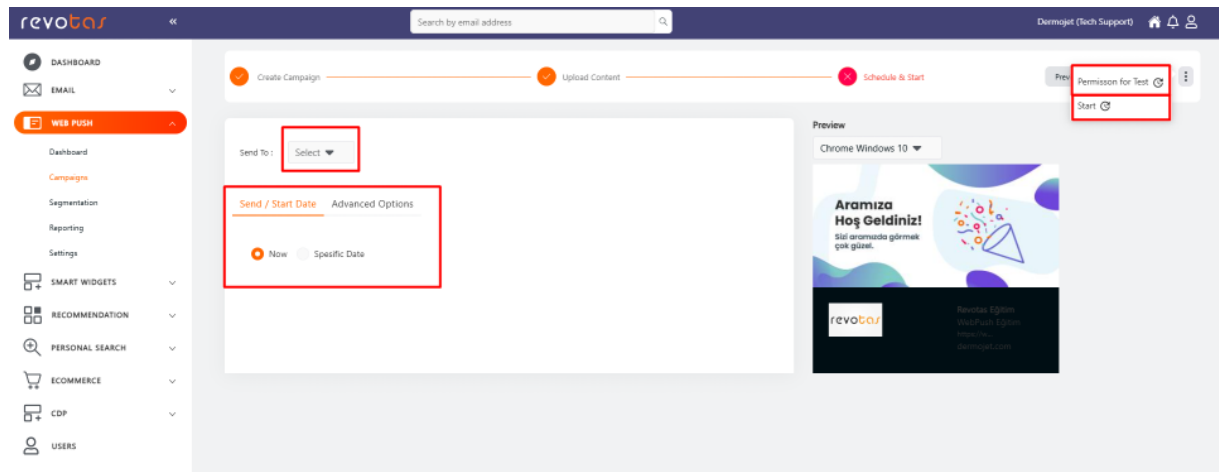 revotas
«
Search by email address
Dermojet (Tech Support)
DASHBOARD
EMAIL
WEB PUSH
Dashboard
Campaigns
Segmentation
Reporting
Settings
SMART WIDGETS
RECOMMENDATION
PERSONAL SEARCH
ECOMMERCE
CDP
USERS
Create Campaign
Upload Content
Schedule & Start
Permisson for Test
Start
Send To :
Select
Send / Start Date Advanced Options
Now Spesific Date
Preview
Chrome Windows 10
Aramıza
Hoş Geldiniz!
Sizi aramızda görmek
çok güzel.
revotas
Revotas Eğitim
WebPush Eğitim
https://w...
dermojet.com